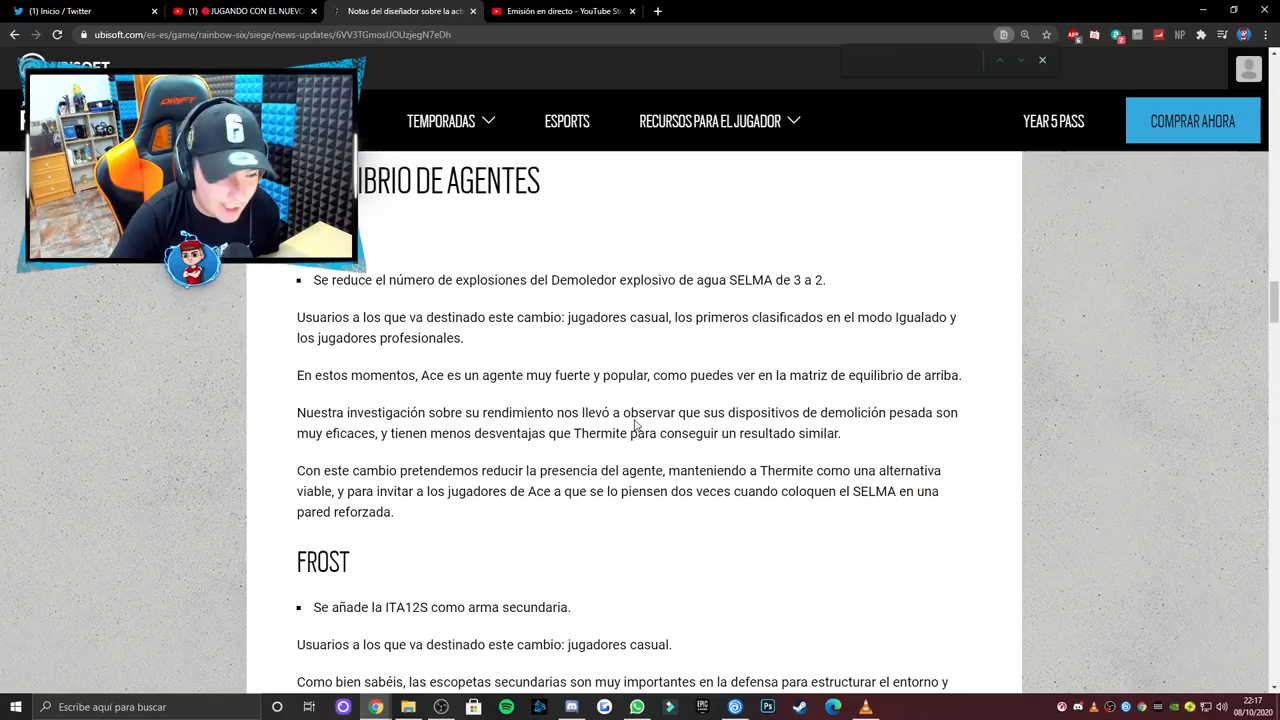 (1) Inicio / Twitter
JUGANDO CON EL NUEVO
Notas del diseñador sobre la act
Emisión en directo - YouTube Stu
ubisoft.com/es-es/game/rainbow-six/siege/news-updates/6VV3TGmosUOUzjegN7eDh
TEMPORADAS
ESPORTS
RECURSOS PARA EL JUGADOR
YEAR 5 PASS
COMPRAR AHORA
DRIFT
6
IBRIO DE AGENTES
Se reduce el número de explosiones del Demoledor explosivo de agua SELMA de 3 a 2.
Usuarios a los que va destinado este cambio: jugadores casual, los primeros clasificados en el modo Igualado y
los jugadores profesionales.
En estos momentos, Ace es un agente muy fuerte y popular, como puedes ver en la matriz de equilibrio de arriba.
Nuestra investigación sobre su rendimiento nos llevó a observar que sus dispositivos de demolición pesada son
muy eficaces, y tienen menos desventajas que Thermite para conseguir un resultado similar.
Con este cambio pretendemos reducir la presencia del agente, manteniendo a Thermite como una alternativa
viable, y para invitar a los jugadores de Ace a que se lo piensen dos veces cuando coloquen el SELMA en una
pared reforzada.
FROST
Se añade la ITA12S como arma secundaria.
Usuarios a los que va destinado este cambio: jugadores casual.
Como bien sabéis, las escopetas secundarias son muy importantes en la defensa para estructurar el entorno y
Escribe aquí para buscar
22:17
08/10/2020